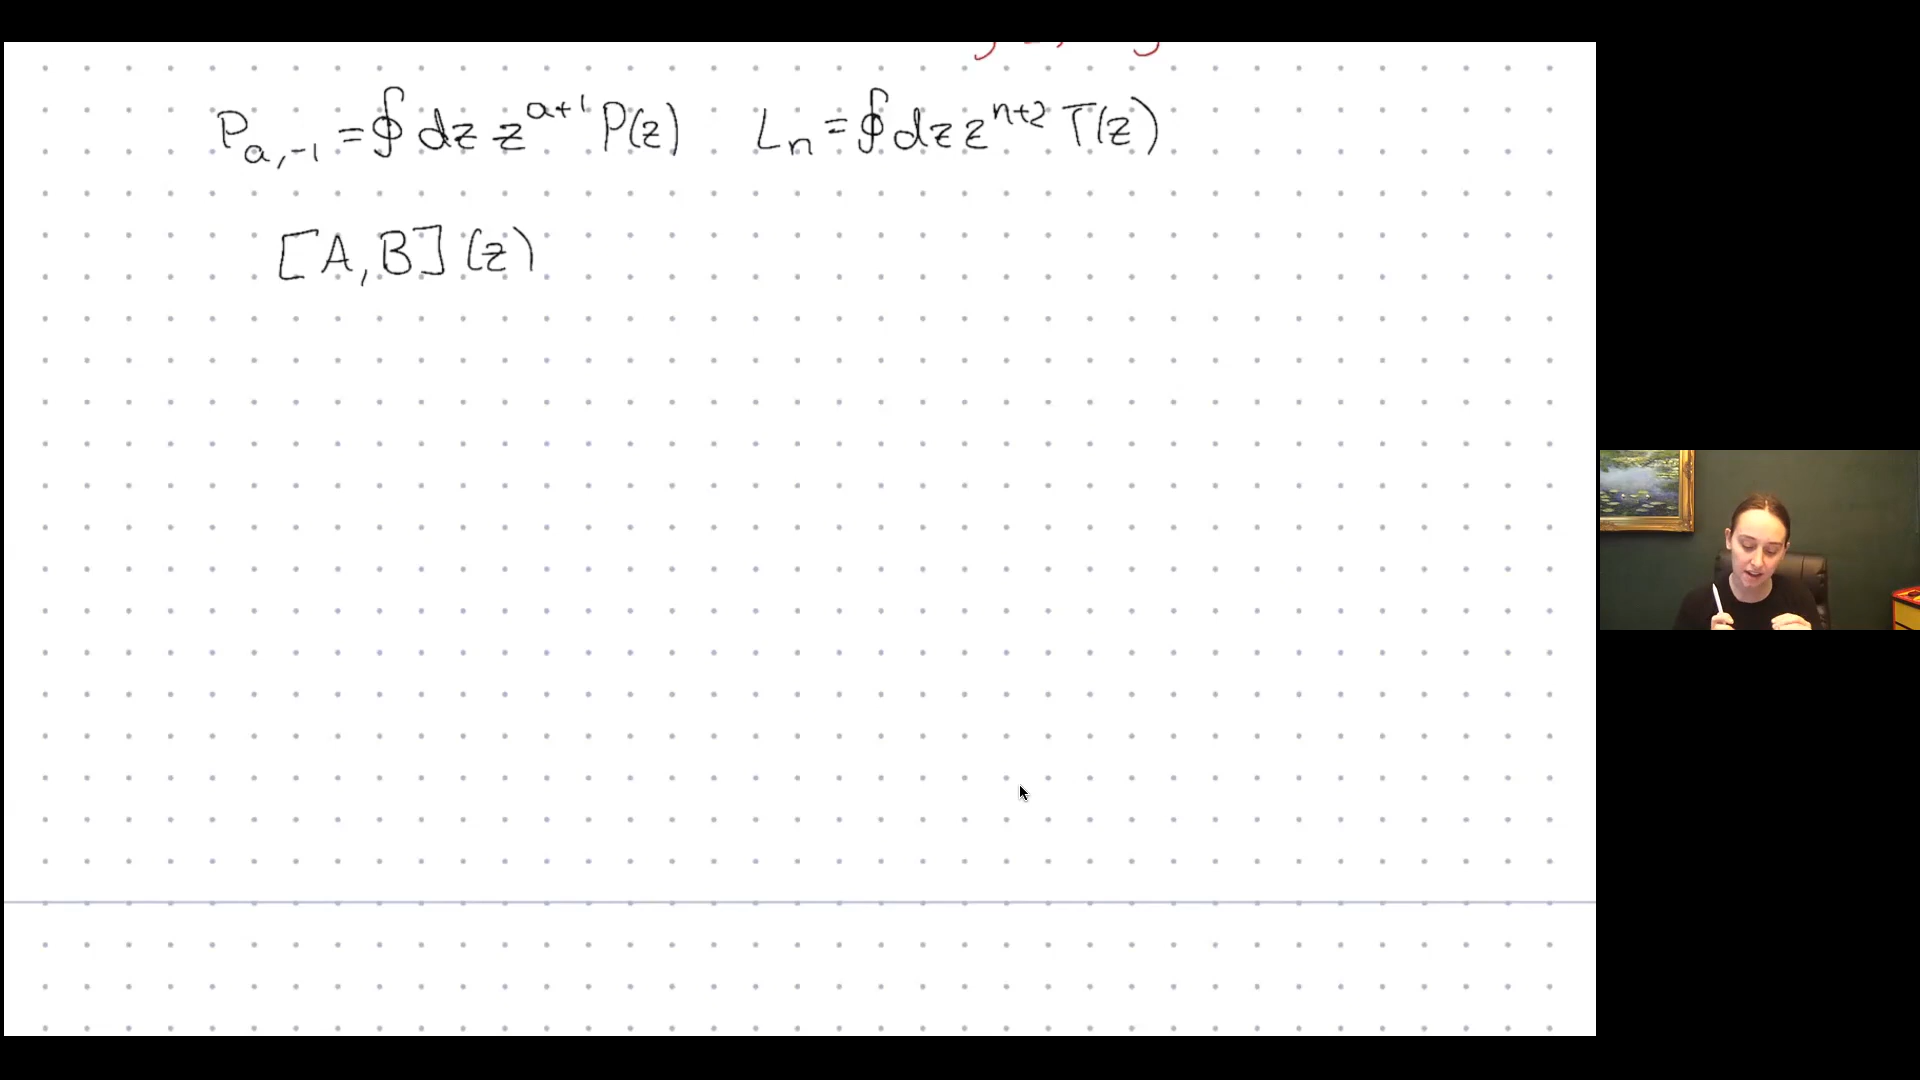 P_{a,-1} = ∮ dz z^{a+1} P(z)   L_n = ∮ dz z^{n+2} T(z)
[A, B] (z)